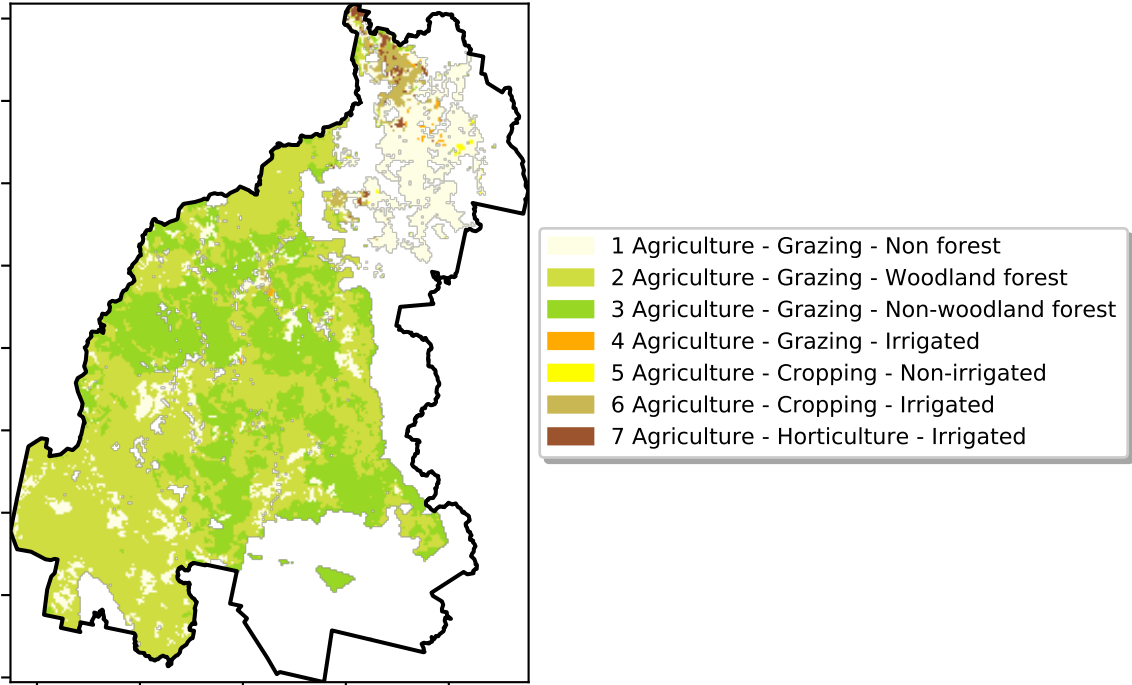 1 Agriculture - Grazing - Non forest
2 Agriculture - Grazing - Woodland forest
3 Agriculture - Grazing - Non-woodland forest
4 Agriculture - Grazing - Irrigated
5 Agriculture - Cropping - Non-irrigated
6 Agriculture - Cropping - Irrigated
7 Agriculture - Horticulture - Irrigated